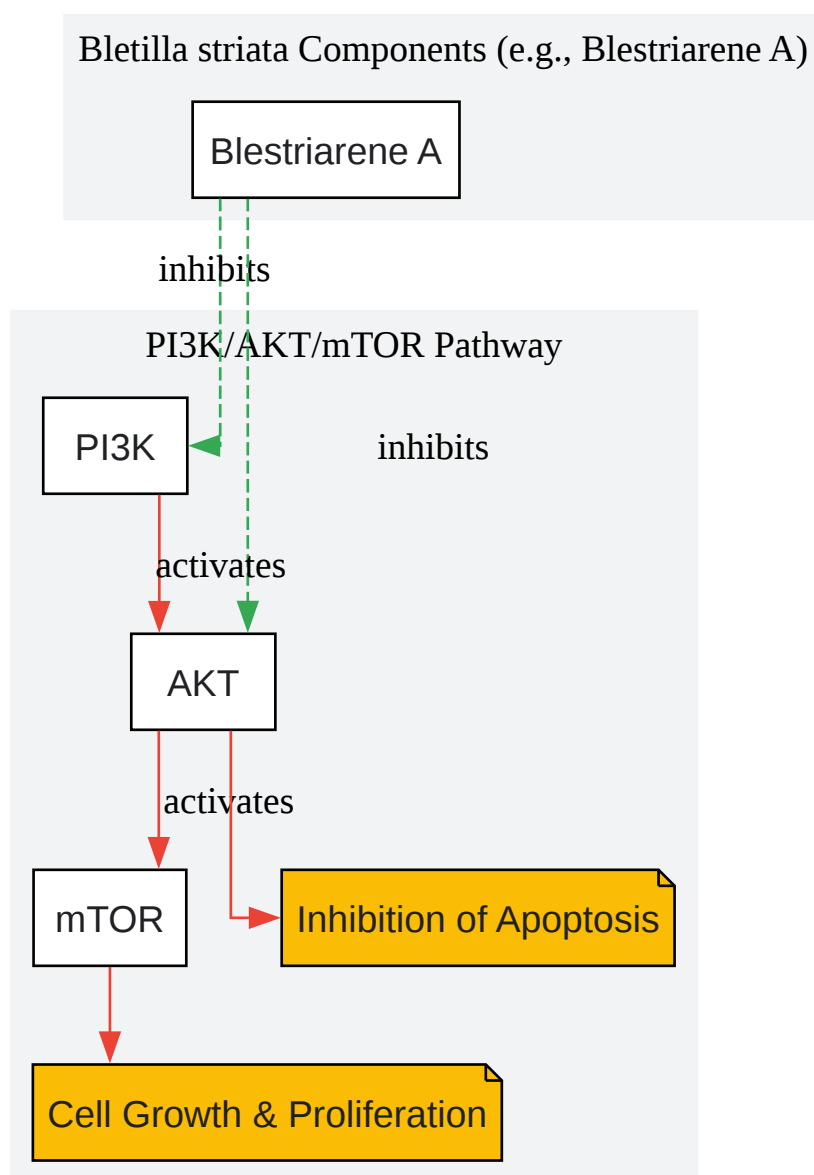 Bletilla striata Components (e.g., Blestriarene A)
Blestriarene A
inhibits
PI3K/AKT/mTOR Pathway
PI3K
inhibits
activates
AKT
activates
mTOR
Inhibition of Apoptosis
Cell Growth & Proliferation